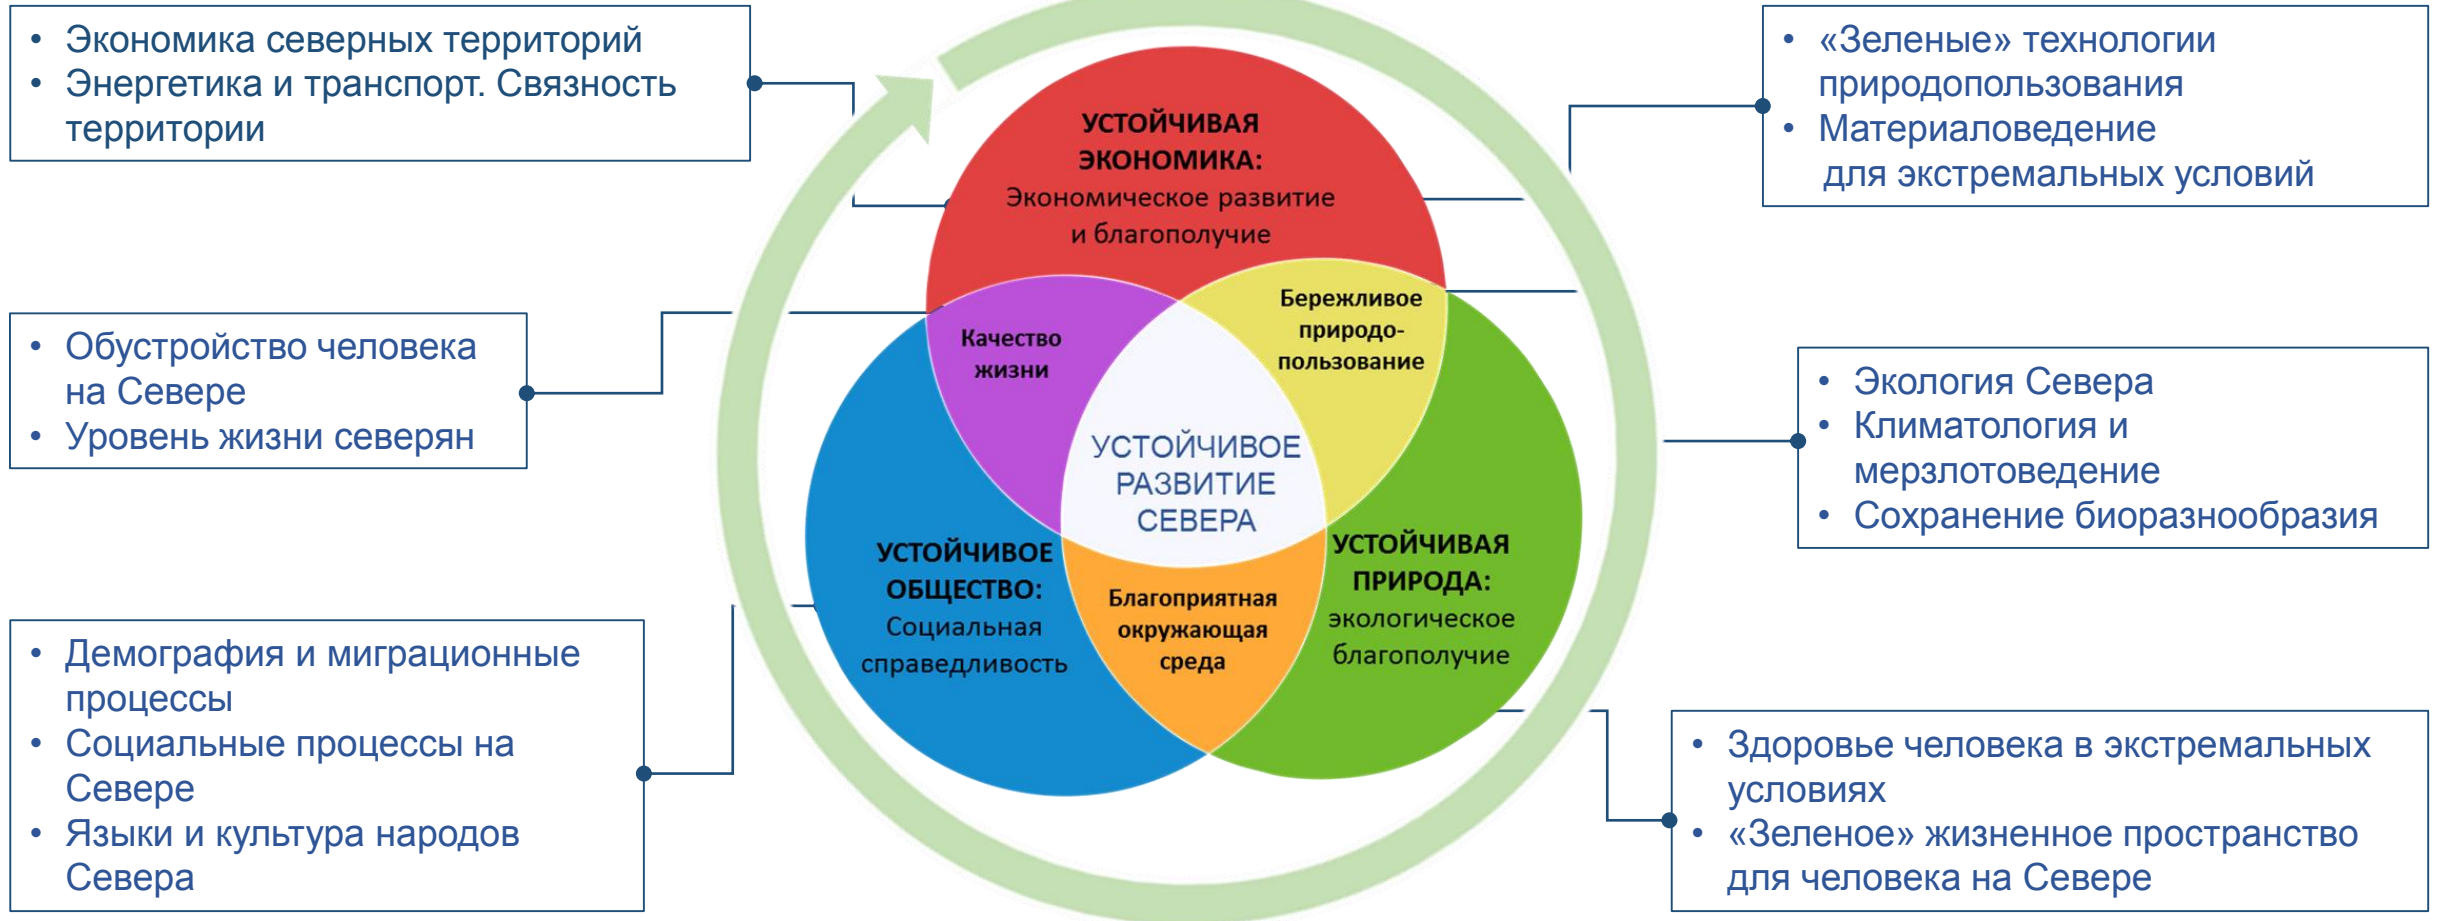 • Экономика северных территорий
• Энергетика и транспорт. Связность
территории
• Обустройство человека
на Севере
• Уровень жизни северян
• Демография и миграционные
процессы
• Социальные процессы на
Севере
• Языки и культура народов
Севера
УСТОЙЧИВАЯ
ЭКОНОМИКА:
Экономическое развитие
и благополучие
Качество
жизни
Бережливое
природо-
пользование
УСТОЙЧИВОЕ
РАЗВИТИЕ
СЕВЕРА
УСТОЙЧИВОЕ
ОБЩЕСТВО:
Социальная
справедливость
Благоприятная
окружающая
среда
УСТОЙЧИВАЯ
ПРИРОДА:
экологическое
благополучие
• «Зеленые» технологии
природопользования
• Материаловедение
для экстремальных условий
• Экология Севера
• Климатология и
мерзлотоведение
• Сохранение биоразнообразия
• Здоровье человека в экстремальных
условиях
• «Зеленое» жизненное пространство
для человека на Севере